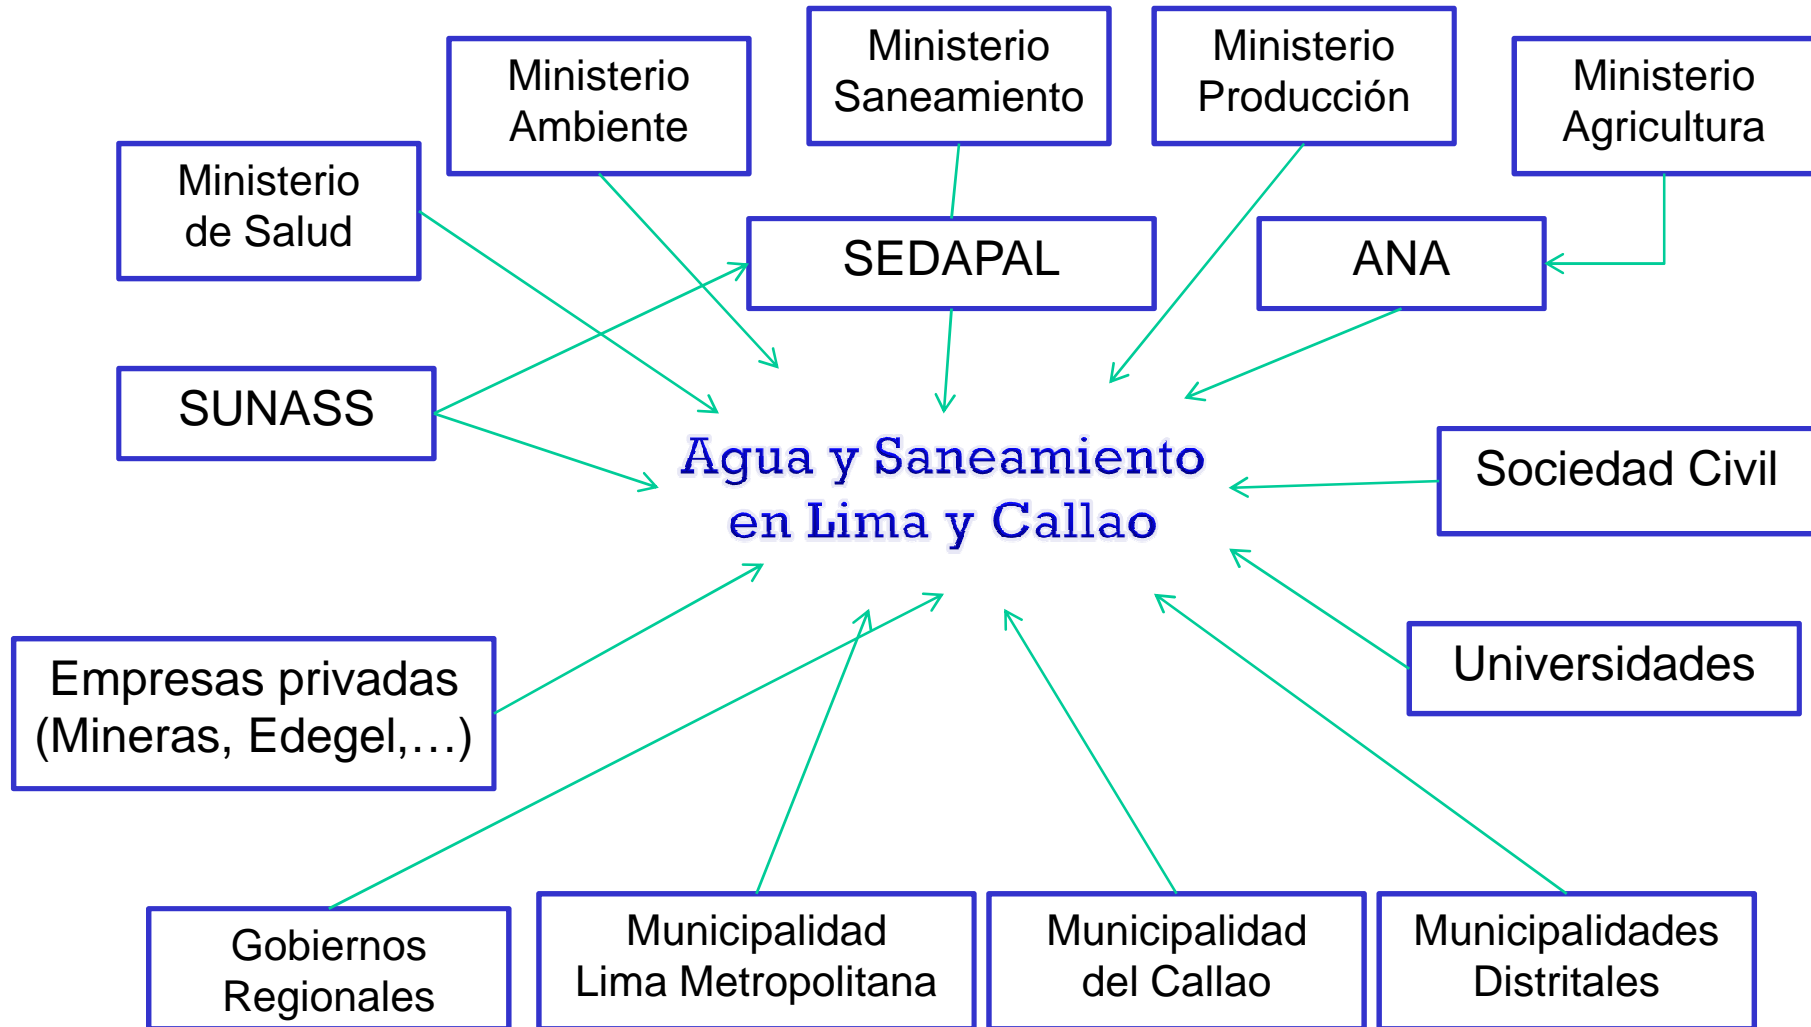 Ministerio
Saneamiento
Ministerio
Producción
Ministerio
Ambiente
Ministerio
Agricultura
Ministerio
de Salud
SEDAPAL
ANA
SUNASS
Agua y Saneamiento
en Lima y Callao
Sociedad Civil
Universidades
Empresas privadas
(Mineras, Edegel,…)
Gobiernos
Regionales
Municipalidad
Lima Metropolitana
Municipalidad
del Callao
Municipalidades
Distritales